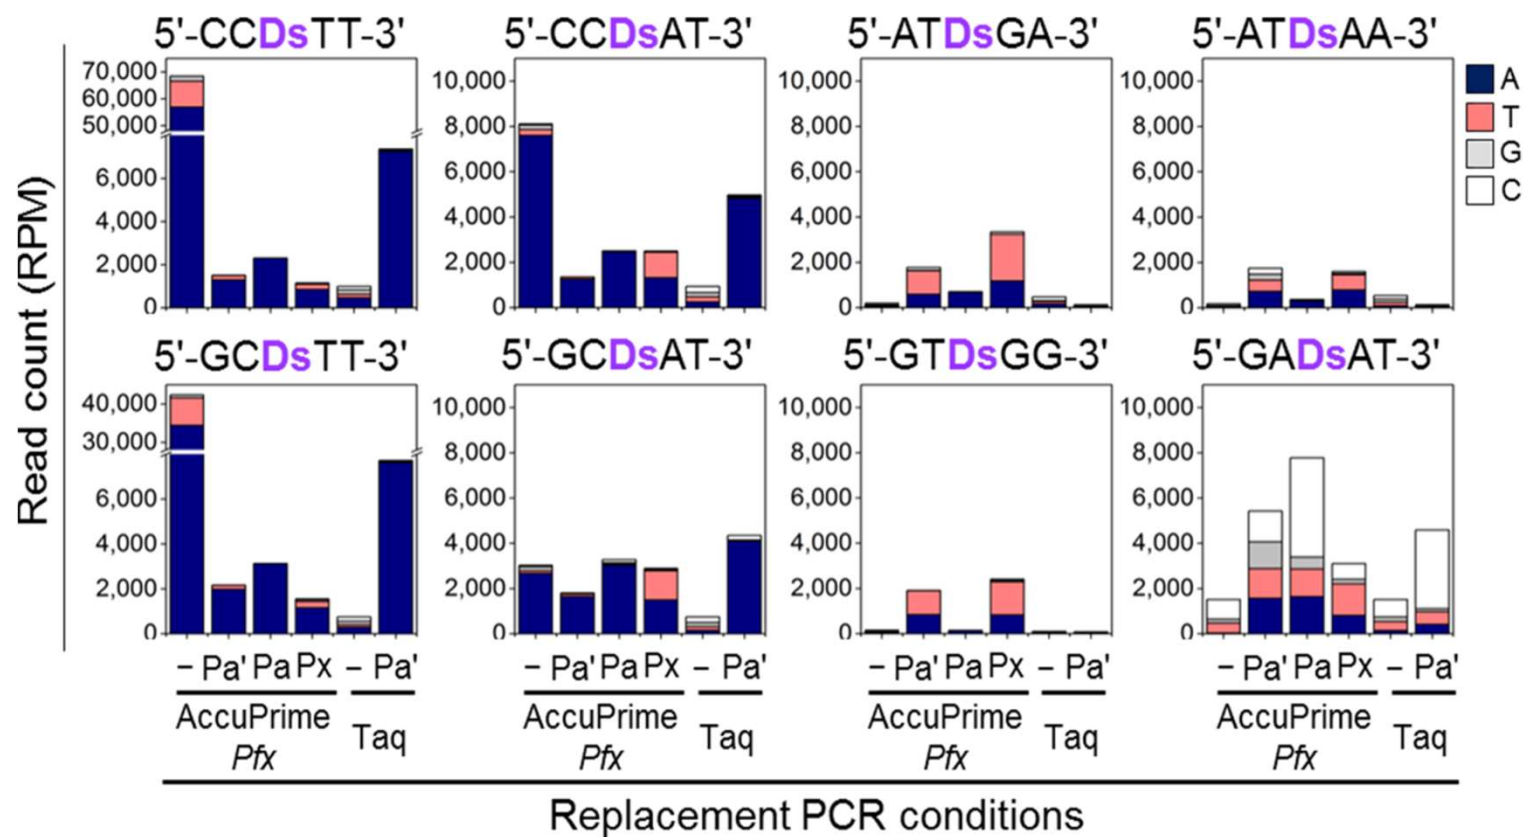 5'-CCDsTT-3' 5'-CCDsAT-3' 5'-ATDsGA-3' 5'-ATDsAA-3'
70,000 60,000 50,000 6,000 4,000 2,000 0
10,000 8,000 6,000 4,000 2,000 0
10,000 8,000 6,000 4,000 2,000 0
10,000 8,000 6,000 4,000 2,000 0
A
T
G
C
Read count (RPM)
5'-GCDsTT-3' 5'-GCDsAT-3' 5'-GTDsGG-3' 5'-GADsAT-3'
40,000 30,000 6,000 4,000 2,000 0
10,000 8,000 6,000 4,000 2,000 0
10,000 8,000 6,000 4,000 2,000 0
10,000 8,000 6,000 4,000 2,000 0
– Pa' Pa Px – Pa' – Pa' Pa Px – Pa' – Pa' Pa Px – Pa' – Pa' Pa Px – Pa'
AccuPrime Pfx Taq AccuPrime Pfx Taq AccuPrime Pfx Taq AccuPrime Pfx Taq
Replacement PCR conditions